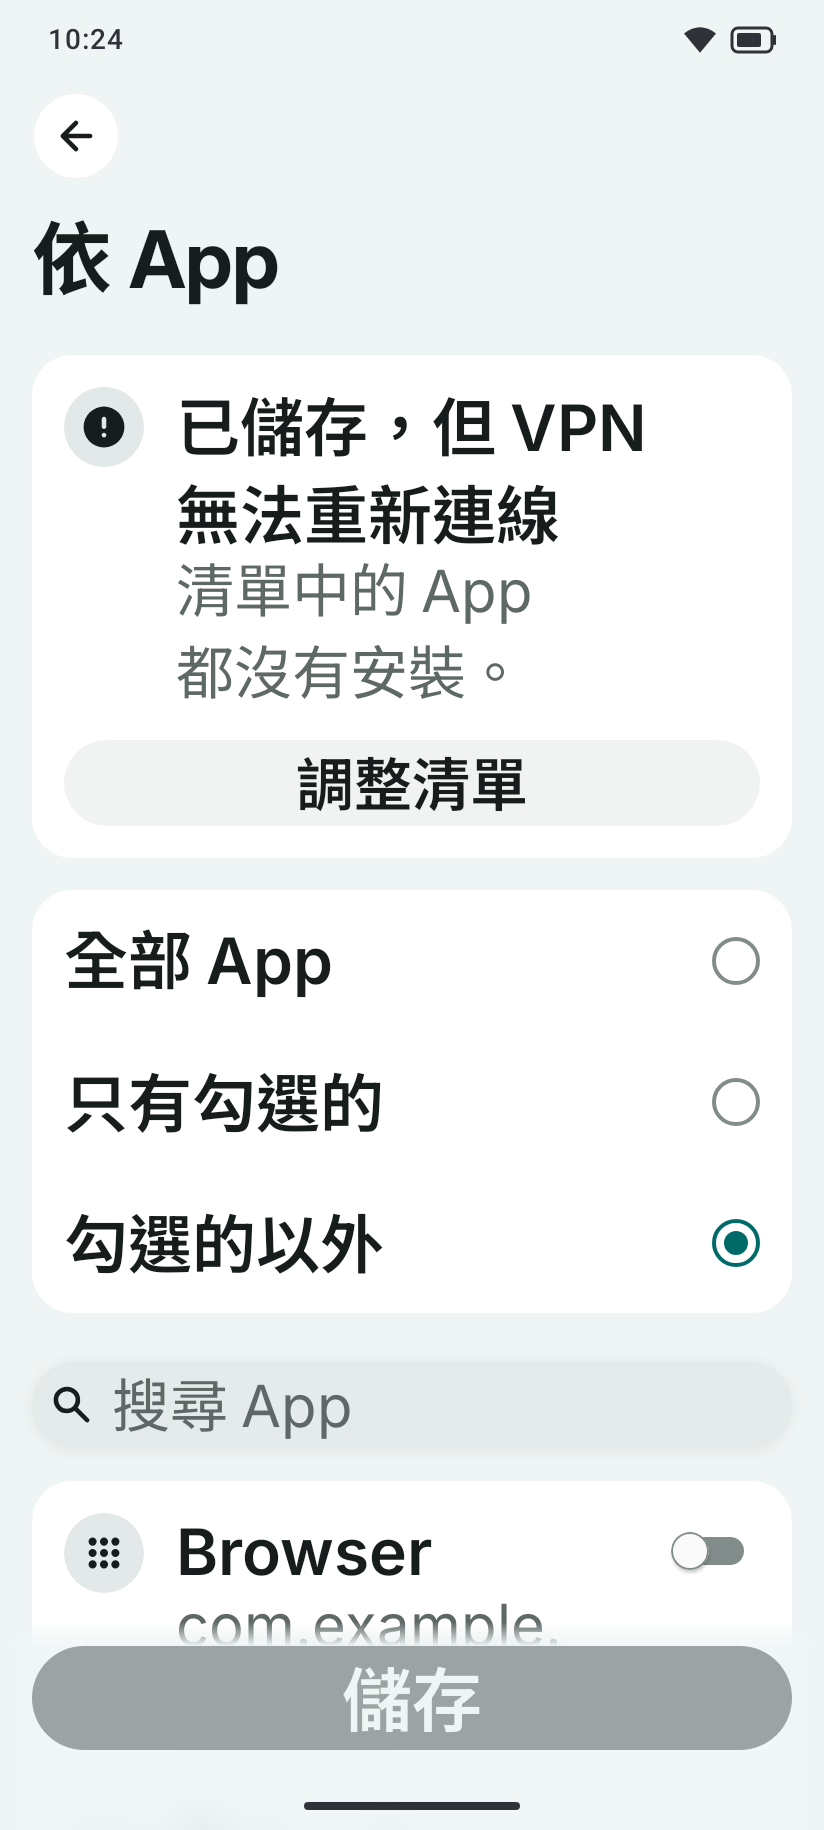 10:24
依 App
已儲存，但 VPN
無法重新連線
清單中的 App
都沒有安裝。
調整清單
全部 App
只有勾選的
勾選的以外
搜尋 App
Browser
com.example.
儲存